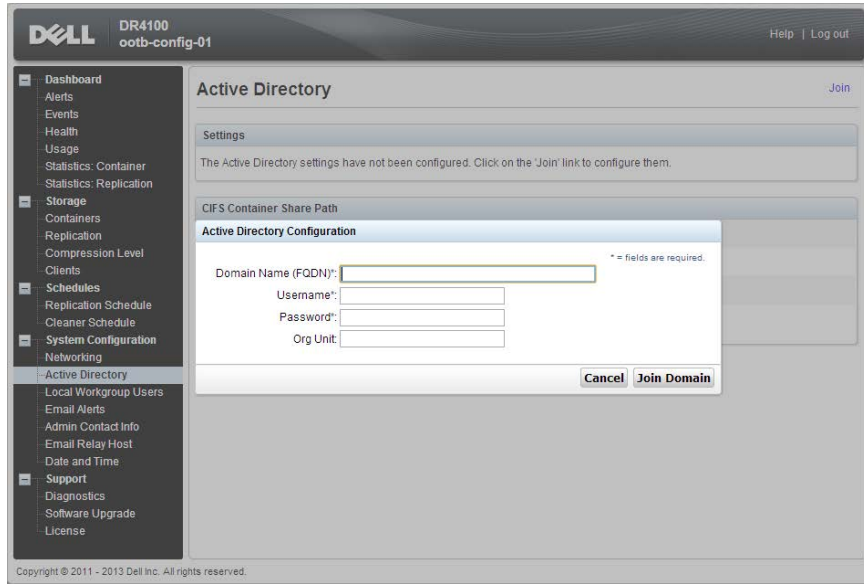 DELL
DR4100
ootb-config-01
Help | Log out
Dashboard
Alerts
Events
Health
Usage
Statistics: Container
Statistics: Replication
Storage
Containers
Replication
Compression Level
Clients
Schedules
Replication Schedule
Cleaner Schedule
System Configuration
Networking
Active Directory
Local Workgroup Users
Email Alerts
Admin Contact Info
Email Relay Host
Date and Time
Support
Diagnostics
Software Upgrade
License
Active Directory
Join
Settings
The Active Directory settings have not been configured. Click on the 'Join' link to configure them.
CIFS Container Share Path
Active Directory Configuration
* = fields are required.
Domain Name (FQDN)*:
Username*:
Password*:
Org Unit:
Cancel Join Domain
Copyright © 2011 - 2013 Dell Inc. All rights reserved.